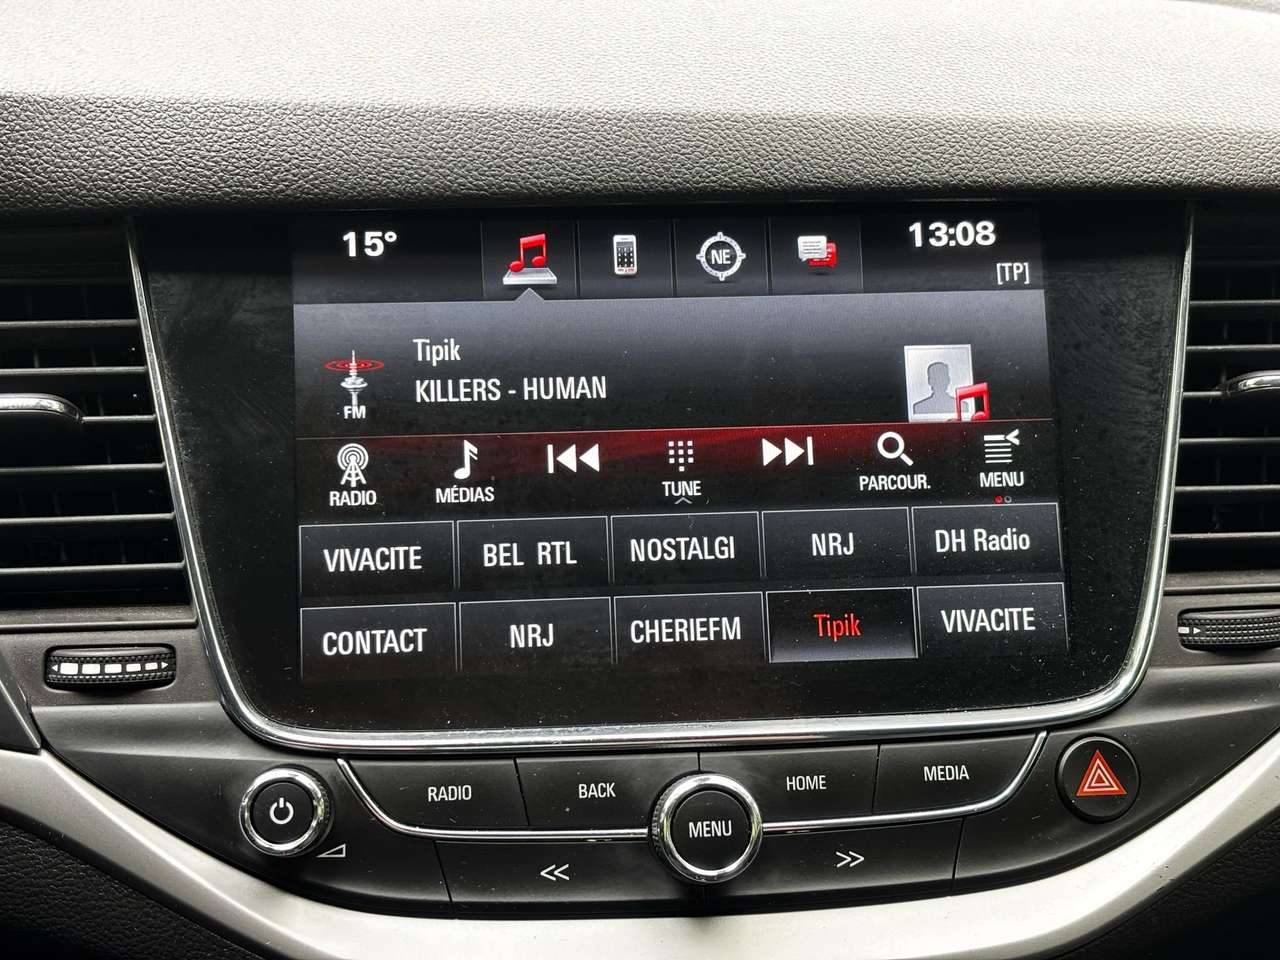 15°
NE
13:08
[TP]
Tipik
KILLERS - HUMAN
FM
RADIO
MÉDIAS
TUNE
PARCOUR.
MENU
VIVACITE
BEL RTL
NOSTALGI
NRJ
DH Radio
CONTACT
NRJ
CHERIEFM
Tipik
VIVACITE
RADIO
BACK
HOME
MEDIA
MENU